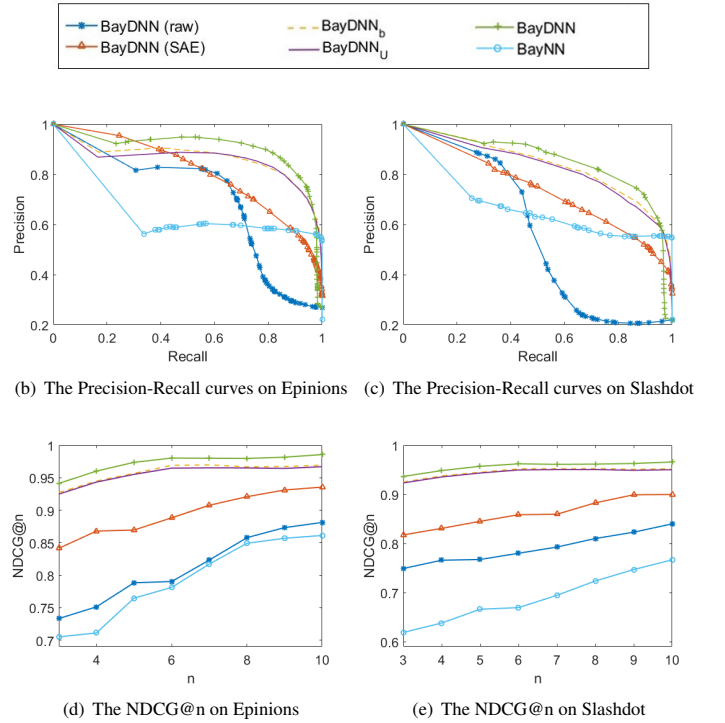 BayDNN (raw) BayDNN_b BayDNN
BayDNN (SAE) BayDNN_U BayNN
1
0.8
0.6
0.4
0.2
Precision
0 0.2 0.4 0.6 0.8 1
Recall
(b) The Precision-Recall curves on Epinions
1
0.8
0.6
0.4
0.2
Precision
0 0.2 0.4 0.6 0.8 1
Recall
(c) The Precision-Recall curves on Slashdot
1
0.95
0.9
0.85
0.8
0.75
0.7
NDCG@n
4 6 8 10
n
(d) The NDCG@n on Epinions
1
0.9
0.8
0.7
0.6
NDCG@n
3 4 5 6 7 8 9 10
n
(e) The NDCG@n on Slashdot